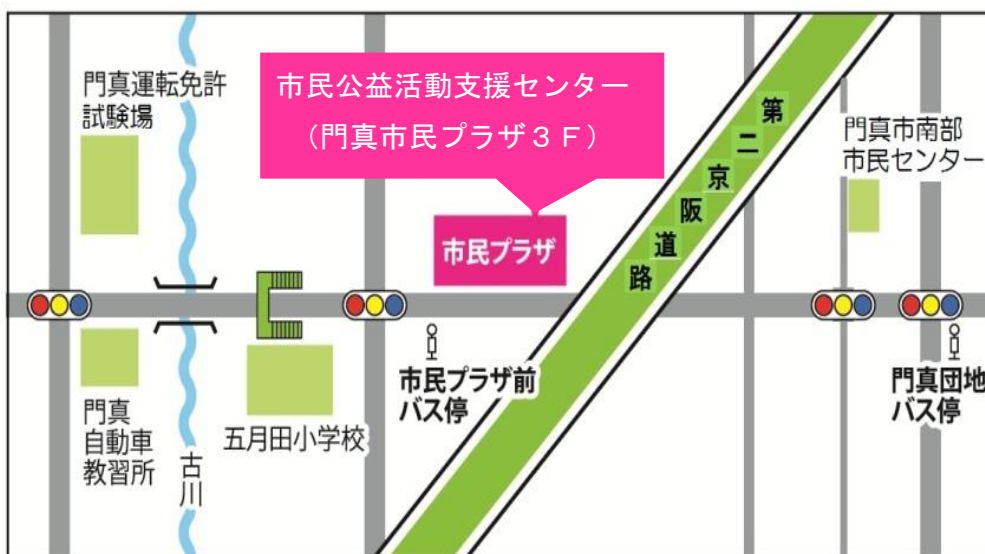 門真運転免許
試験場
市民公益活動支援センター
（門真市民プラザ３Ｆ）
第二京阪道路
門真市南部
市民センター
市民プラザ
市民プラザ前
バス停
門真団地
バス停
門真
自動車
教習所
古川
五月田小学校